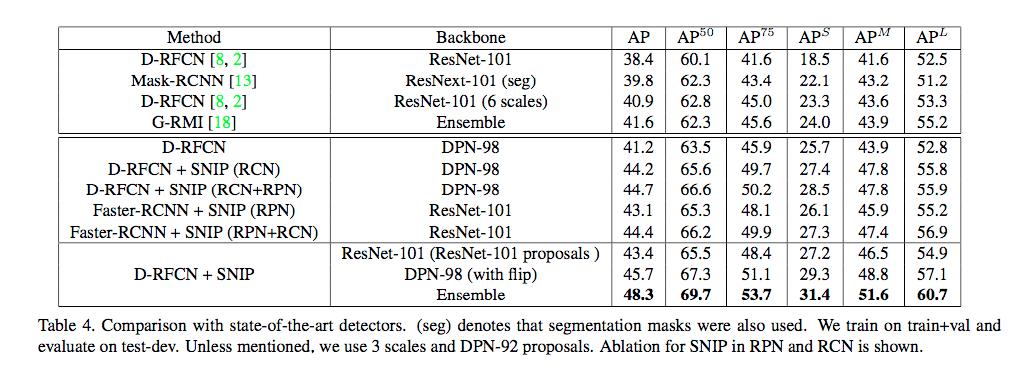 Method Backbone AP AP50 AP75 APS APM APL
D-RFCN [8, 2] ResNet-101 38.4 60.1 41.6 18.5 41.6 52.5
Mask-RCNN [13] ResNext-101 (seg) 39.8 62.3 43.4 22.1 43.2 51.2
D-RFCN [8, 2] ResNet-101 (6 scales) 40.9 62.8 45.0 23.3 43.6 53.3
G-RMI [18] Ensemble 41.6 62.3 45.6 24.0 43.9 55.2
D-RFCN DPN-98 41.2 63.5 45.9 25.7 43.9 52.8
D-RFCN + SNIP (RCN) DPN-98 44.2 65.6 49.7 27.4 47.8 55.8
D-RFCN + SNIP (RCN+RPN) DPN-98 44.7 66.6 50.2 28.5 47.8 55.9
Faster-RCNN + SNIP (RPN) ResNet-101 43.1 65.3 48.1 26.1 45.9 55.2
Faster-RCNN + SNIP (RPN+RCN) ResNet-101 44.4 66.2 49.9 27.3 47.4 56.9
ResNet-101 (ResNet-101 proposals ) 43.4 65.5 48.4 27.2 46.5 54.9
D-RFCN + SNIP DPN-98 (with flip) 45.7 67.3 51.1 29.3 48.8 57.1
Ensemble 48.3 69.7 53.7 31.4 51.6 60.7
Table 4. Comparison with state-of-the-art detectors. (seg) denotes that segmentation masks were also used. We train on train+val and
evaluate on test-dev. Unless mentioned, we use 3 scales and DPN-92 proposals. Ablation for SNIP in RPN and RCN is shown.